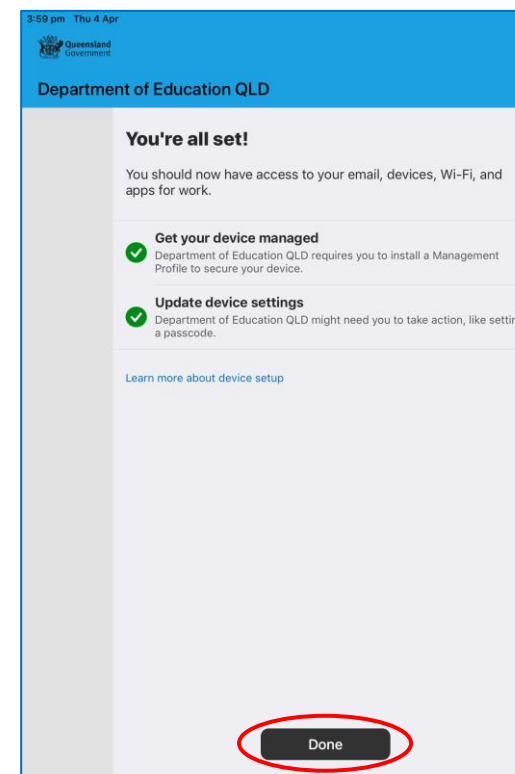 3:59 pm Thu 4 Apr
Queensland
Government
Department of Education QLD
You're all set!
You should now have access to your email, devices, Wi-Fi, and
apps for work.
Get your device managed
Department of Education QLD requires you to install a Management
Profile to secure your device.
Update device settings
Department of Education QLD might need you to take action, like settin
a passcode.
Learn more about device setup
Done